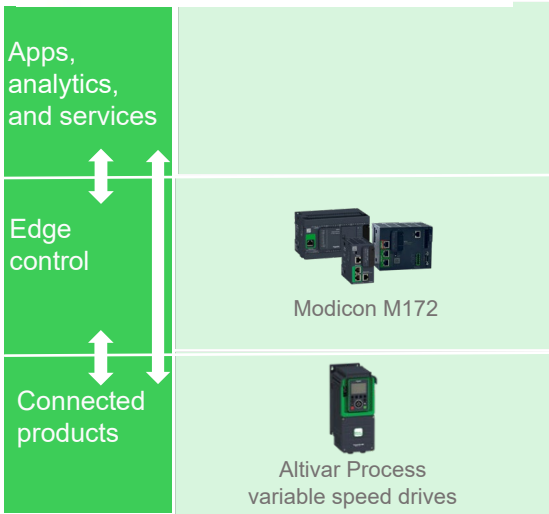 Apps,
analytics,
and services
Edge
control
Modicon M172
Connected
products
Altivar Process
variable speed drives